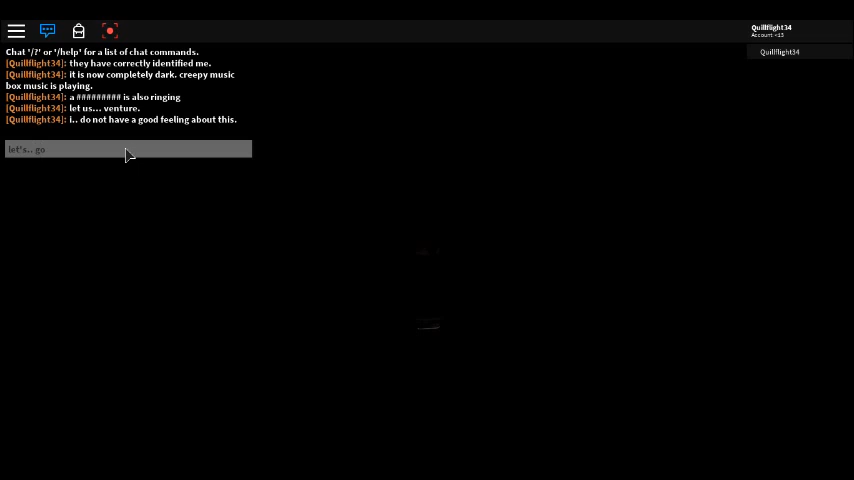 Quillflight34
Account <13
Quillflight34
Chat '/?' or '/help' for a list of chat commands.
[Quillflight34]: they have correctly identified me.
[Quillflight34]: it is now completely dark. creepy music
box music is playing.
[Quillflight34]: a ######### is also ringing
[Quillflight34]: let us... venture.
[Quillflight34]: i.. do not have a good feeling about this.
let's.. go